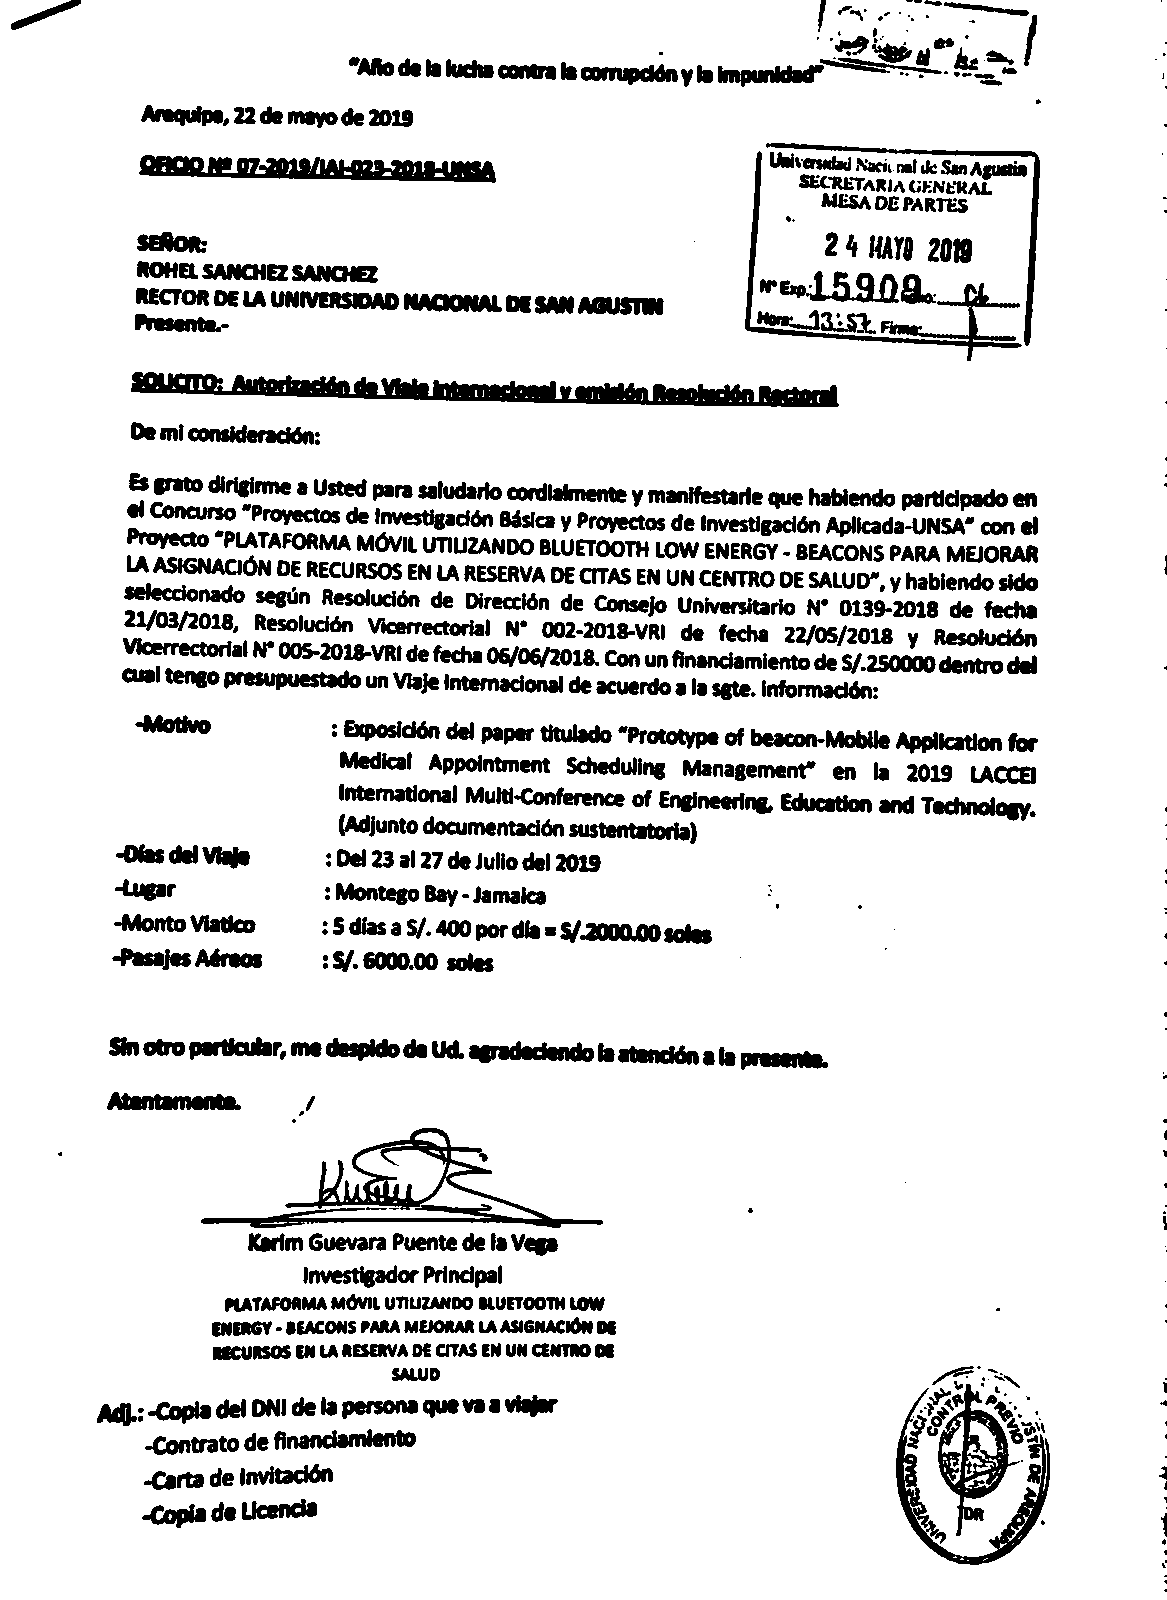 "Año de la lucha contra la corrupción y la impunidad"
Arequipa, 22 de mayo de 2019
OFICIO Nº 07-2019/IAI-023-2018-UNSA
Universidad Nacional de San Agustin
SECRETARIA GENERAL
MESA DE PARTES
24 MAYO 2019
N° Exp.: 15909
Hora: 13:57 Firma:
SEÑOR:
ROHEL SANCHEZ SANCHEZ
RECTOR DE LA UNIVERSIDAD NACIONAL DE SAN AGUSTIN
Presente.-
SOLICITO: Autorización de Viaje Internacional y emisión Resolución Rectoral
De mi consideración:
Es grato dirigirme a Usted para saludarlo cordialmente y manifestarle que habiendo participado en
el Concurso "Proyectos de Investigación Básica y Proyectos de Investigación Aplicada-UNSA" con el
Proyecto "PLATAFORMA MÓVIL UTILIZANDO BLUETOOTH LOW ENERGY - BEACONS PARA MEJORAR
LA ASIGNACIÓN DE RECURSOS EN LA RESERVA DE CITAS EN UN CENTRO DE SALUD", y habiendo sido
seleccionado según Resolución de Dirección de Consejo Universitario N° 0139-2018 de fecha
21/03/2018, Resolución Vicerrectorial N° 002-2018-VRI de fecha 22/05/2018 y Resolución
Vicerrectorial N° 005-2018-VRI de fecha 06/06/2018. Con un financiamiento de S/.250000 dentro del
cual tengo presupuestado un Viaje Internacional de acuerdo a la sgte. información:
-Motivo : Exposición del paper titulado "Prototype of beacon-Mobile Application for
Medical Appointment Scheduling Management" en la 2019 LACCEI
International Multi-Conference of Engineering, Education and Technology.
(Adjunto documentación sustentatoria)
-Días del Viaje : Del 23 al 27 de Julio del 2019
-Lugar : Montego Bay - Jamaica
-Monto Viatico : 5 días a S/. 400 por día = S/.2000.00 soles
-Pasajes Aéreos : S/. 6000.00 soles
Sin otro particular, me despido de Ud. agradeciendo la atención a la presente.
Atentamente.
Karim Guevara Puente de la Vega
Investigador Principal
PLATAFORMA MÓVIL UTILIZANDO BLUETOOTH LOW
ENERGY - BEACONS PARA MEJORAR LA ASIGNACIÓN DE
RECURSOS EN LA RESERVA DE CITAS EN UN CENTRO DE
SALUD
Adj.: -Copia del DNI de la persona que va a viajar
-Contrato de financiamiento
-Carta de Invitación
-Copia de Licencia
UNIVERSIDAD NACIONAL DE AREQUIPA
CONTROL PREVIO